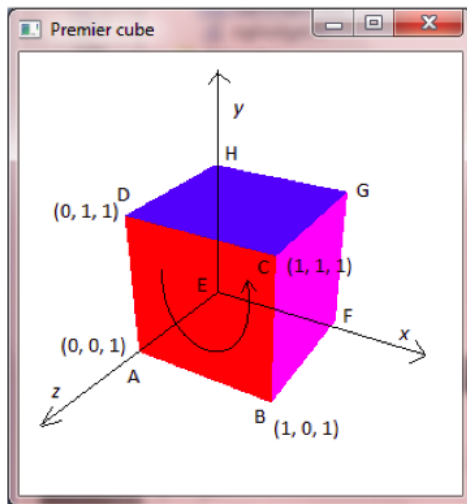 Premier cube
y
H
D
G
(0, 1, 1)
C
(1, 1, 1)
E
F
x
(0, 0, 1)
A
z
B
(1, 0, 1)